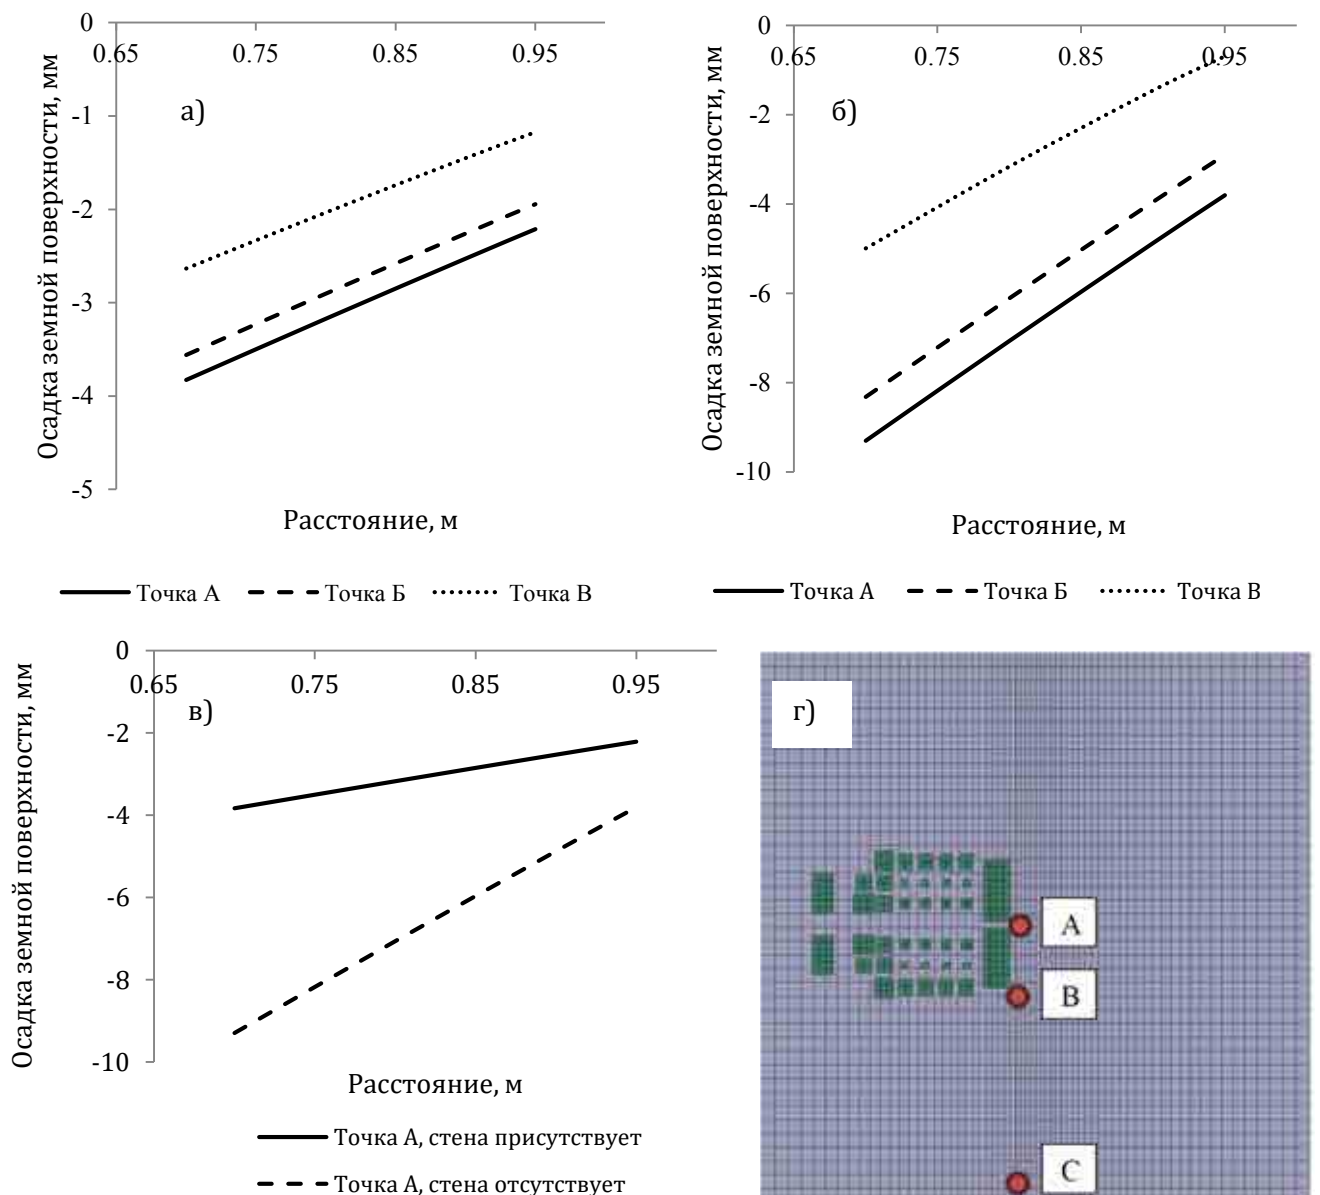 0
0.65 0.75 0.85 0.95
-1
-2
-3
-4
-5
Осадка земной поверхности, мм
а)
Расстояние, м
Точка А Точка Б Точка В
0
0.65 0.75 0.85 0.95
-2
-4
-6
-8
-10
Осадка земной поверхности, мм
б)
Расстояние, м
Точка А Точка Б Точка В
0
0.65 0.75 0.85 0.95
-2
-4
-6
-8
-10
Осадка земной поверхности, мм
в)
Расстояние, м
Точка А, стена присутствует
Точка А, стена отсутствует
г)
A
B
C